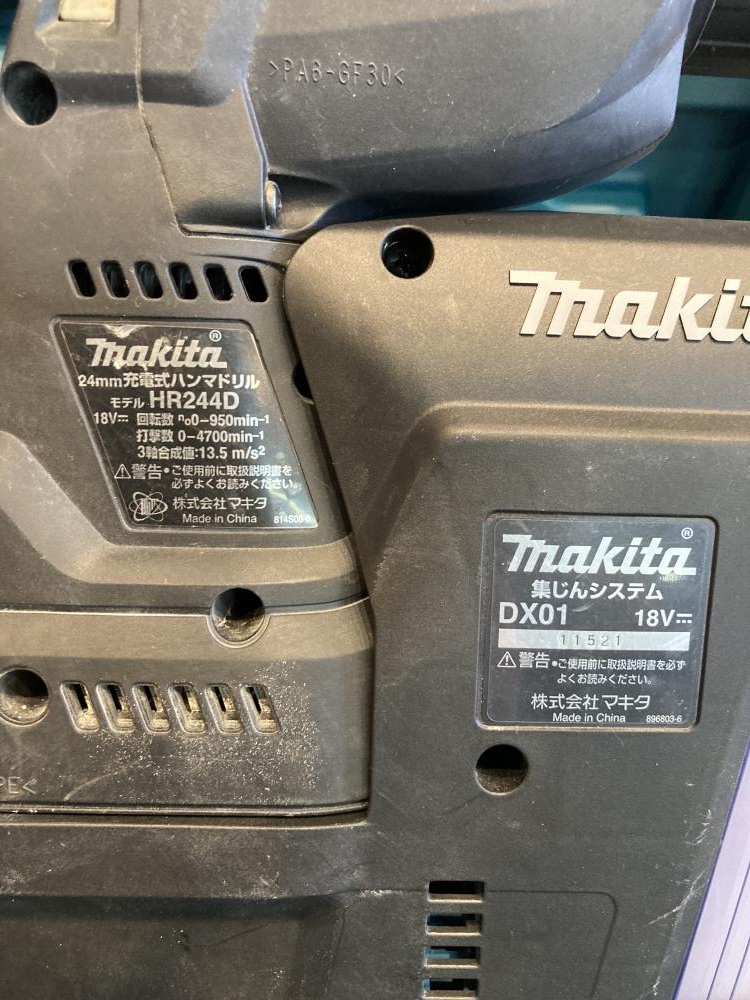 >PA6-GF30<
makita®
24mm充電式ハンマドリル
モデル HR244D
18V⎓ 回転数 n₀0-950min-1
打撃数 0-4700min-1
3軸合成値:13.5 m/s2
⚠警告•ご使用前に取扱説明書を
必ずよくお読みください。
株式会社マキタ
Made in China
makita®
集じんシステム
DX01 18V⎓
11521
⚠警告•ご使用前に取扱説明書を必ず
よくお読みください。
株式会社マキタ
Made in China 896803-6
PE<